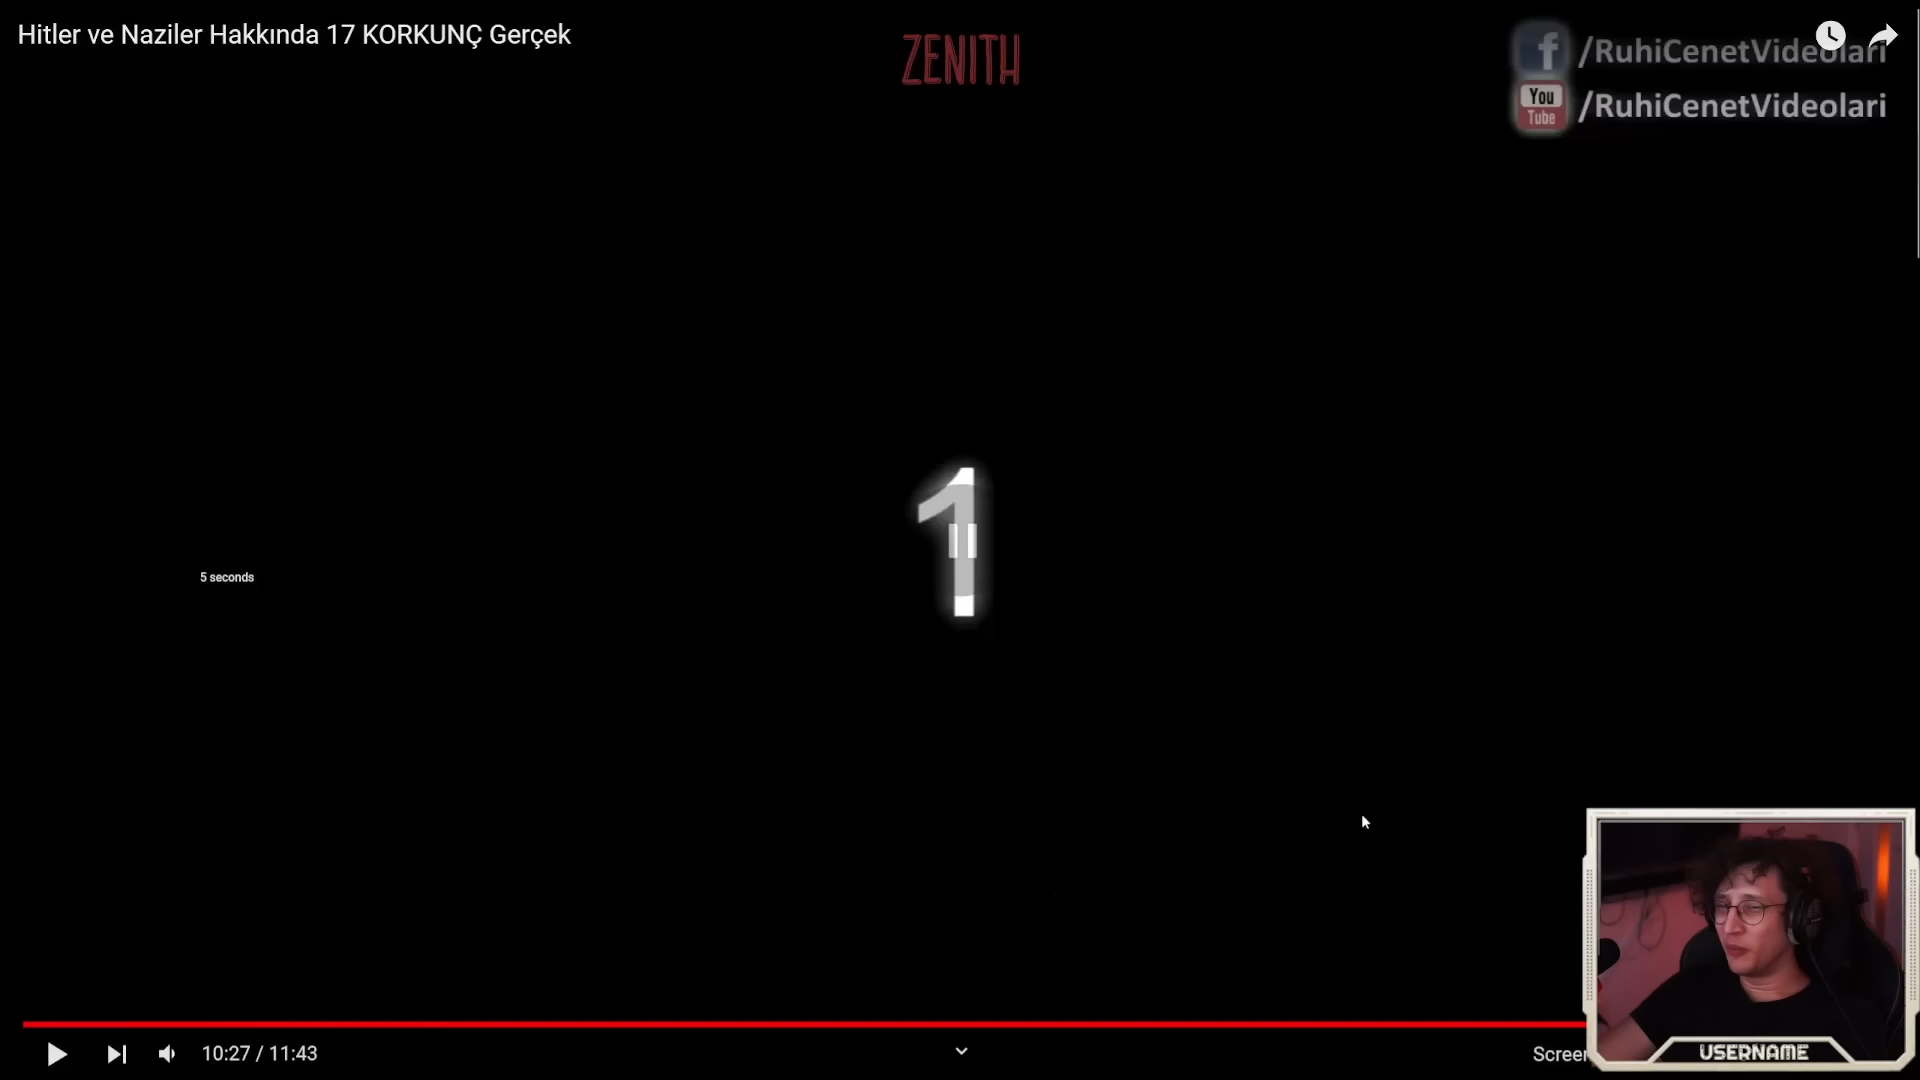 Hitler ve Naziler Hakkında 17 KORKUNÇ Gerçek
ZENITH
f /RuhiCenetVideolari
You Tube /RuhiCenetVideolari
1
5 seconds
10:27 / 11:43
Screen
USERNAME